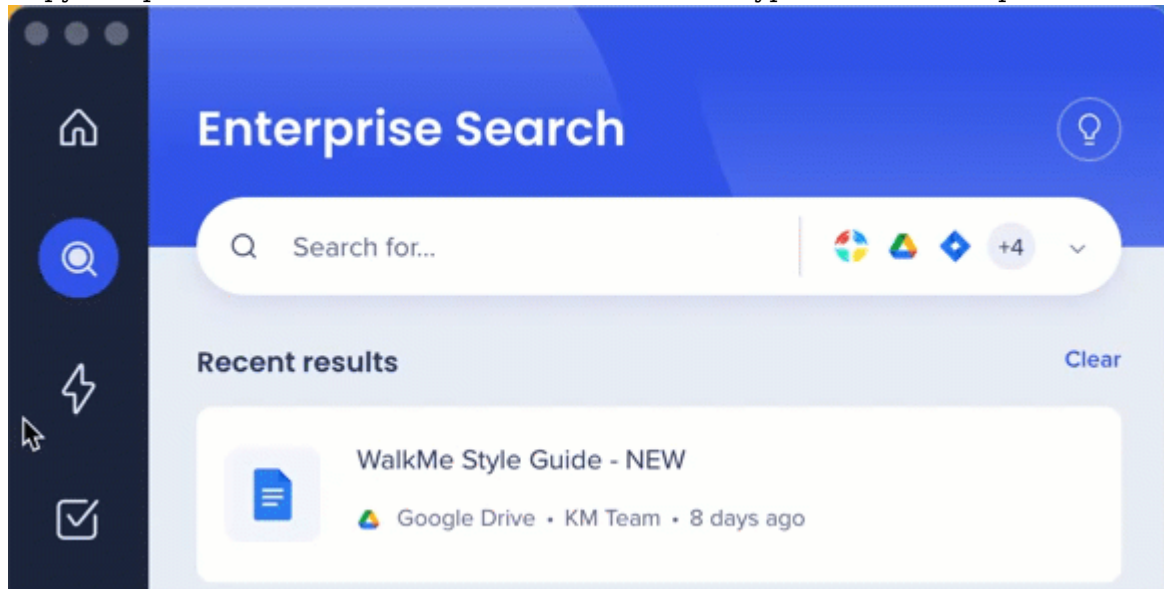 Enterprise Search
Search for...
+4
Recent results
Clear
WalkMe Style Guide - NEW
Google Drive • KM Team • 8 days ago